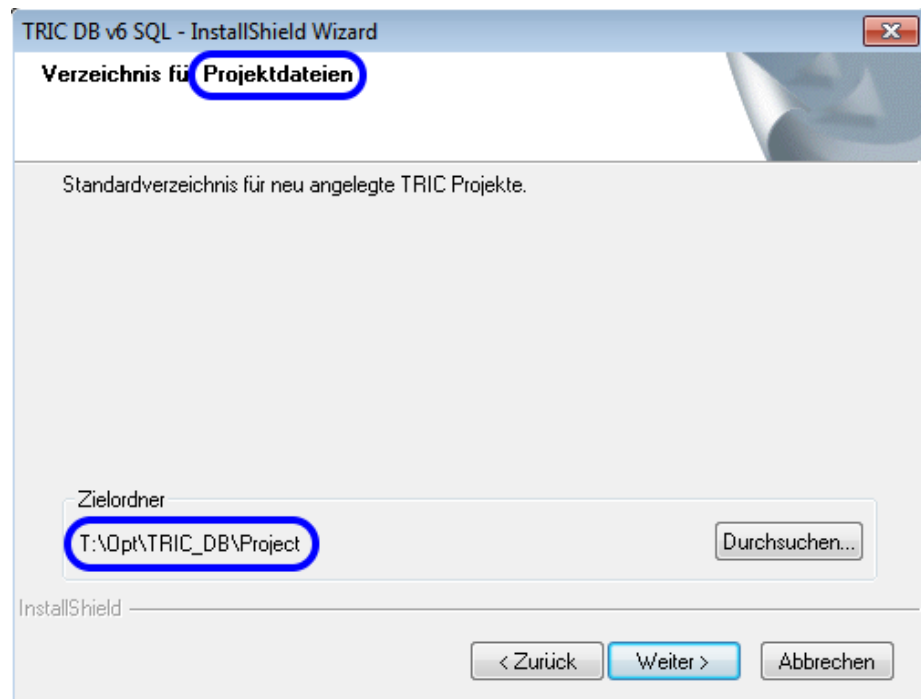 TRIC DB v6 SQL - InstallShield Wizard
Verzeichnis fü Projektdateien
Standardverzeichnis für neu angelegte TRIC Projekte.
Zielordner
T:\Opt\TRIC_DB\Project
Durchsuchen...
InstallShield
< Zurück Weiter > Abbrechen